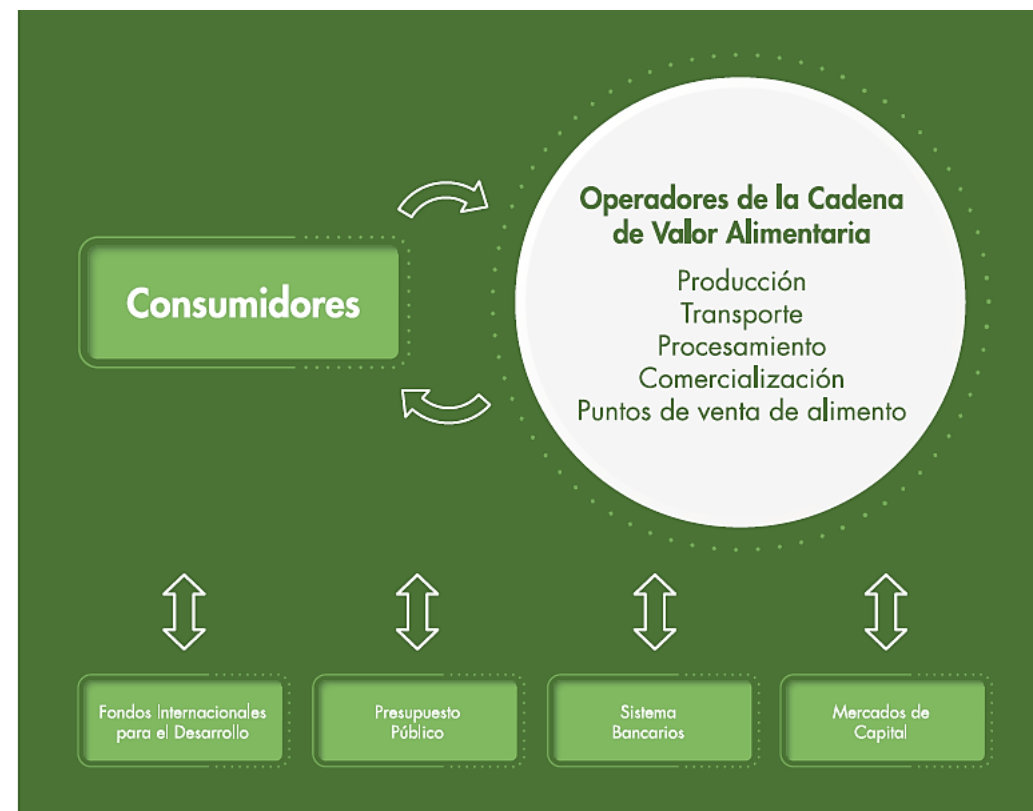 Operadores de la Cadena
de Valor Alimentaria
Producción
Transporte
Procesamiento
Comercialización
Puntos de venta de alimento
Consumidores
Fondos Internacionales
para el Desarrollo
Presupuesto
Público
Sistema
Bancarios
Mercados de
Capital